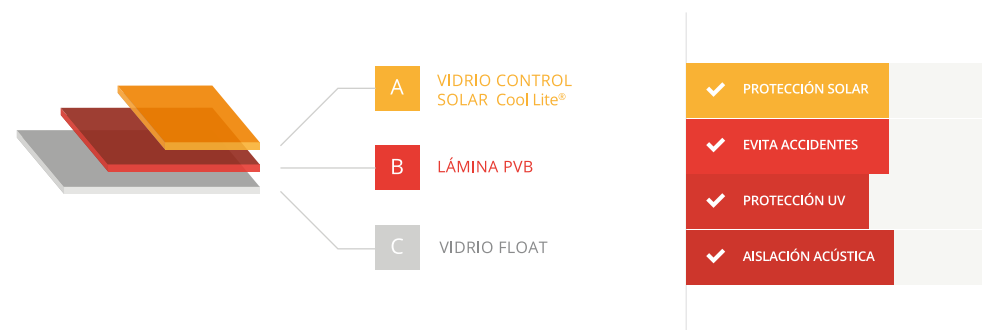 A
VIDRIO CONTROL
SOLAR Cool Lite®
B
LÁMINA PVB
C
VIDRIO FLOAT
PROTECCIÓN SOLAR
EVITA ACCIDENTES
PROTECCIÓN UV
AISLACIÓN ACÚSTICA